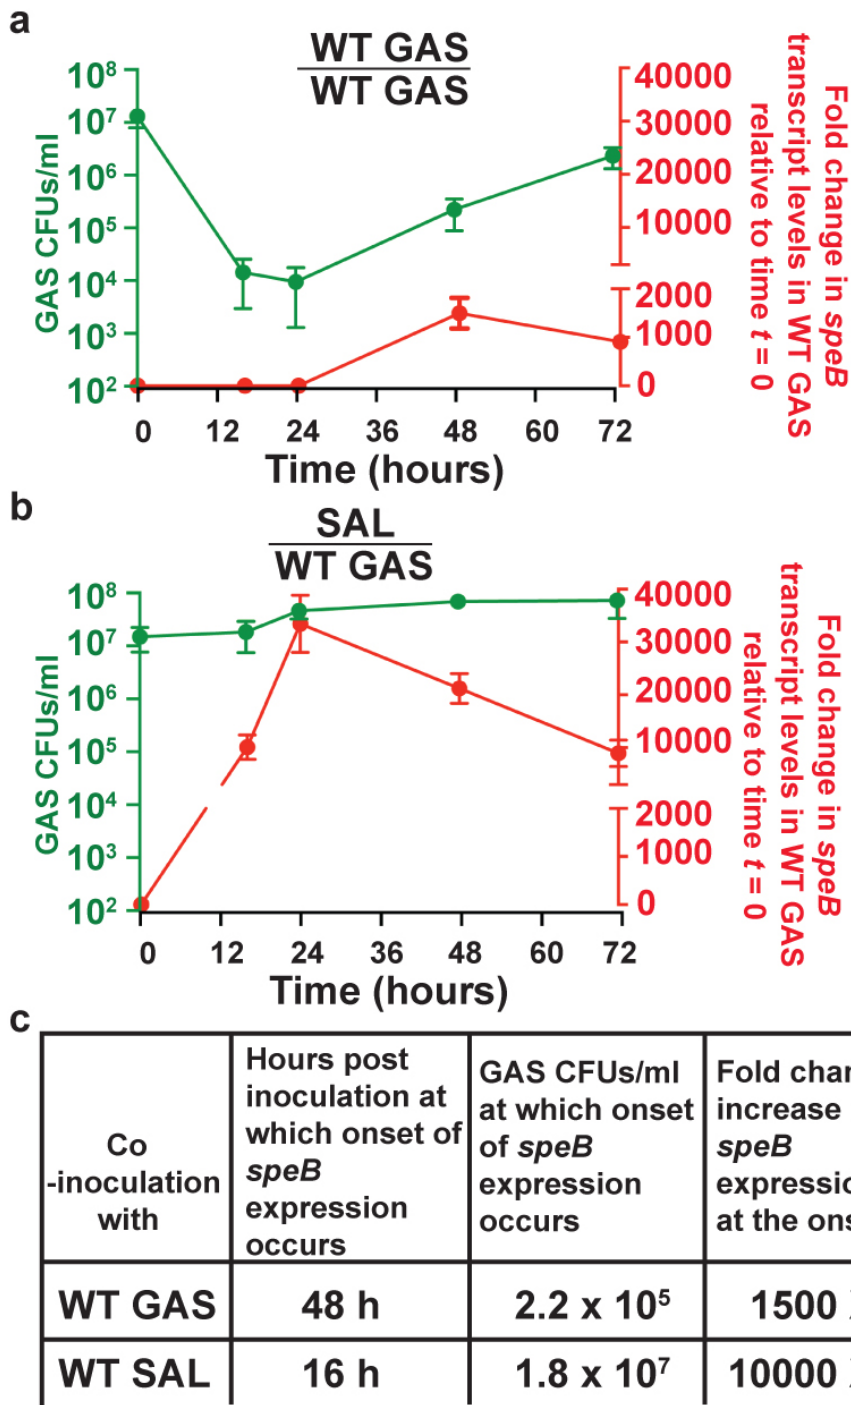 a
WT GAS
WT GAS
GAS CFUs/ml
10⁸
10⁷
10⁶
10⁵
10⁴
10³
10²
40000
30000
20000
10000
2000
1000
0
Fold change in speB
transcript levels in WT GAS
relative to time t = 0
0 12 24 36 48 60 72
Time (hours)
b
SAL
WT GAS
GAS CFUs/ml
10⁸
10⁷
10⁶
10⁵
10⁴
10³
10²
40000
30000
20000
10000
2000
1000
0
Fold change in speB
transcript levels in WT GAS
relative to time t = 0
0 12 24 36 48 60 72
Time (hours)
c
Co
-inoculation
with
Hours post
inoculation at
which onset of
speB
expression
occurs
GAS CFUs/ml
at which onset
of speB
expression
occurs
Fold chan
increase
speB
expressio
at the ons
WT GAS 48 h 2.2 x 10⁵ 1500
WT SAL 16 h 1.8 x 10⁷ 10000